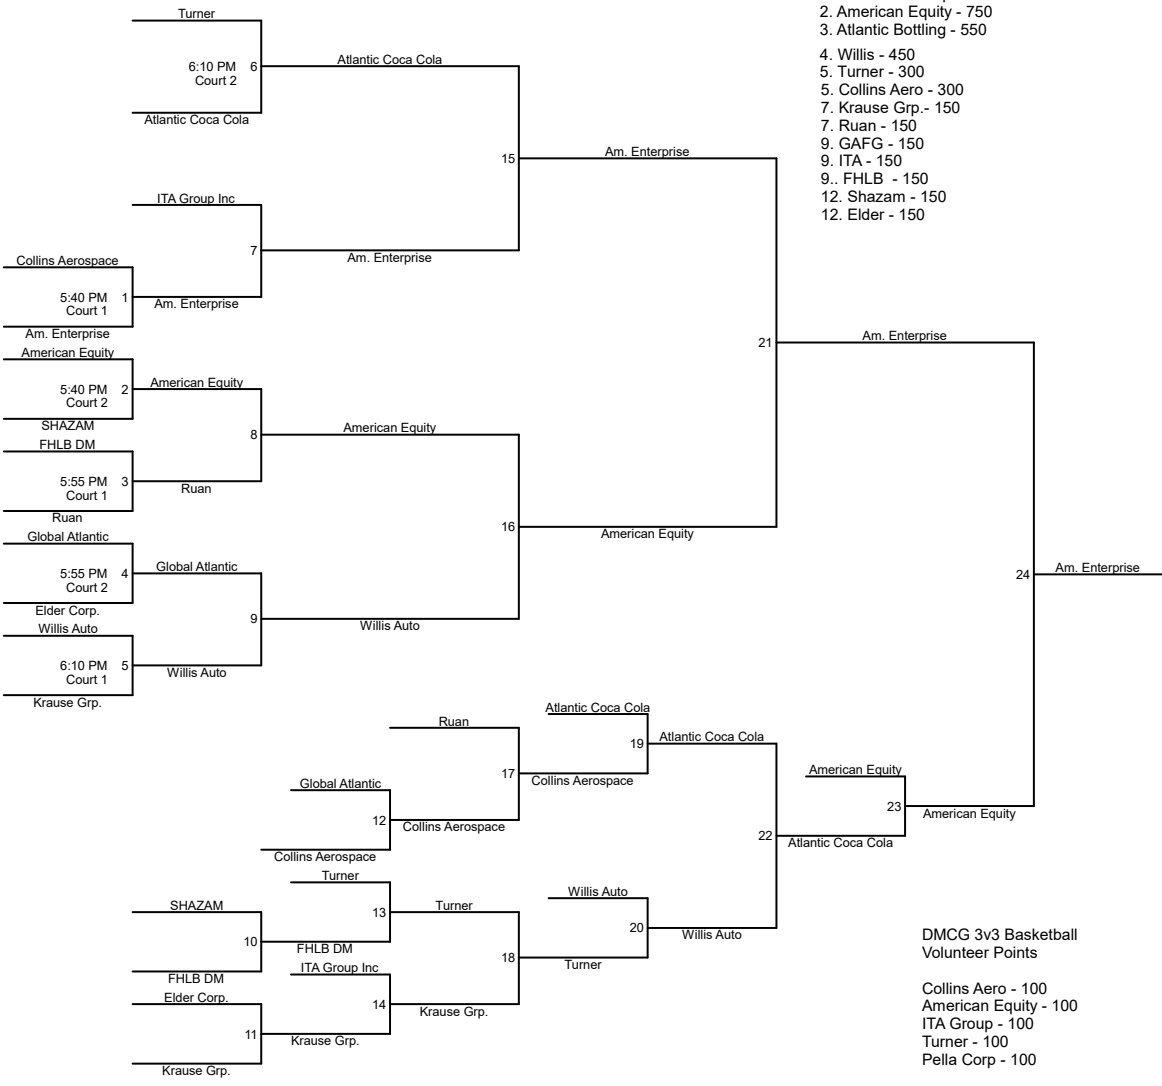 2. American Equity - 750
3. Atlantic Bottling - 550
4. Willis - 450
5. Turner - 300
5. Collins Aero - 300
7. Krause Grp.- 150
7. Ruan - 150
9. GAFG - 150
9. ITA - 150
9.. FHLB  - 150
12. Shazam - 150
12. Elder - 150
Turner
6:10 PM 6
Court 2
Atlantic Coca Cola
Atlantic Coca Cola
15
Am. Enterprise
ITA Group Inc
7
Am. Enterprise
Collins Aerospace
5:40 PM 1
Court 1
Am. Enterprise
Am. Enterprise
American Equity
5:40 PM 2
Court 2
SHAZAM
American Equity
8
American Equity
FHLB DM
5:55 PM 3
Court 1
Ruan
Ruan
21
Am. Enterprise
16
American Equity
Global Atlantic
5:55 PM 4
Court 2
Elder Corp.
Global Atlantic
9
Willis Auto
Willis Auto
6:10 PM 5
Court 1
Krause Grp.
Willis Auto
24
Am. Enterprise
Ruan
17
Collins Aerospace
Atlantic Coca Cola
19
Atlantic Coca Cola
Global Atlantic
12
Collins Aerospace
Collins Aerospace
American Equity
23
American Equity
22
Atlantic Coca Cola
Turner
13
Turner
FHLB DM
SHAZAM
10
FHLB DM
18
Turner
Willis Auto
20
Willis Auto
ITA Group Inc
14
Krause Grp.
Elder Corp.
11
Krause Grp.
Krause Grp.
DMCG 3v3 Basketball
Volunteer Points
Collins Aero - 100
American Equity - 100
ITA Group - 100
Turner - 100
Pella Corp - 100